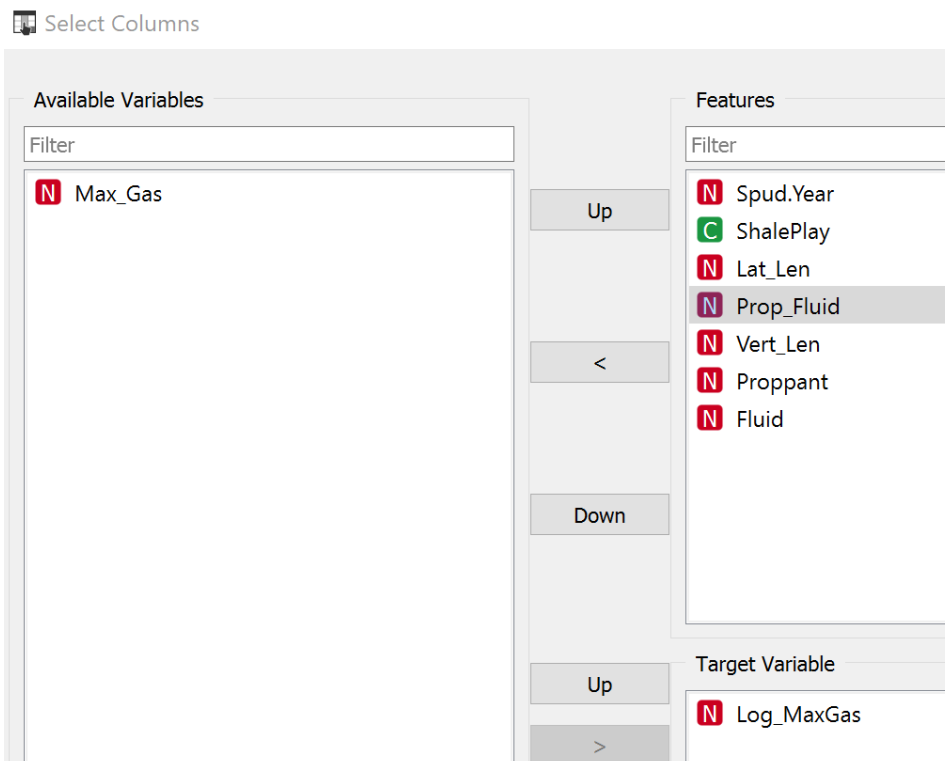 Select Columns
Available Variables
Filter
N Max_Gas
Up
<
Down
Up
>
Features
Filter
N Spud.Year
C ShalePlay
N Lat_Len
N Prop_Fluid
N Vert_Len
N Proppant
N Fluid
Target Variable
N Log_MaxGas